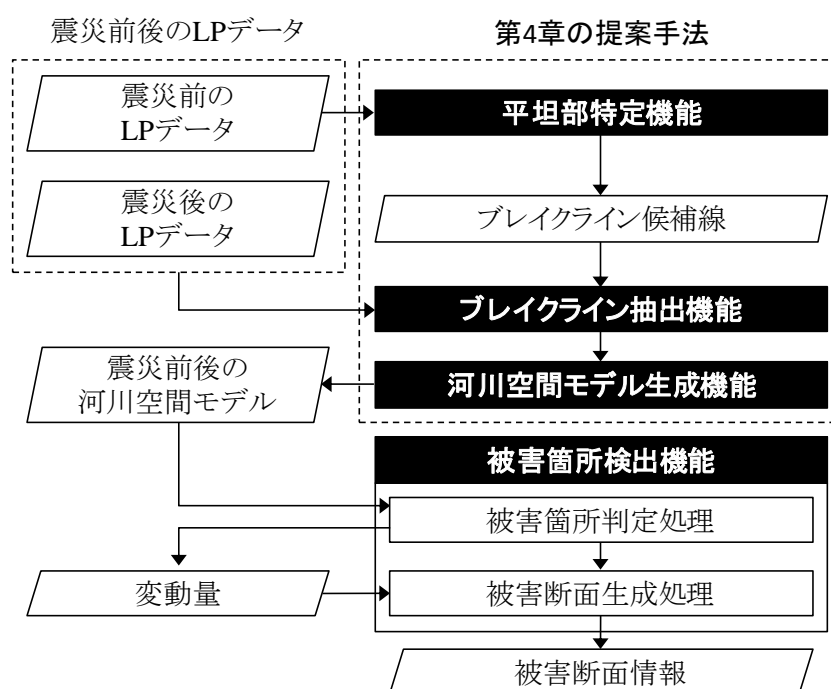 震災前後のLPデータ
第4章の提案手法
震災前の
LPデータ
平坦部特定機能
震災後の
LPデータ
ブレイクライン候補線
ブレイクライン抽出機能
震災前後の
河川空間モデル
河川空間モデル生成機能
被害箇所検出機能
被害箇所判定処理
変動量
被害断面生成処理
被害断面情報